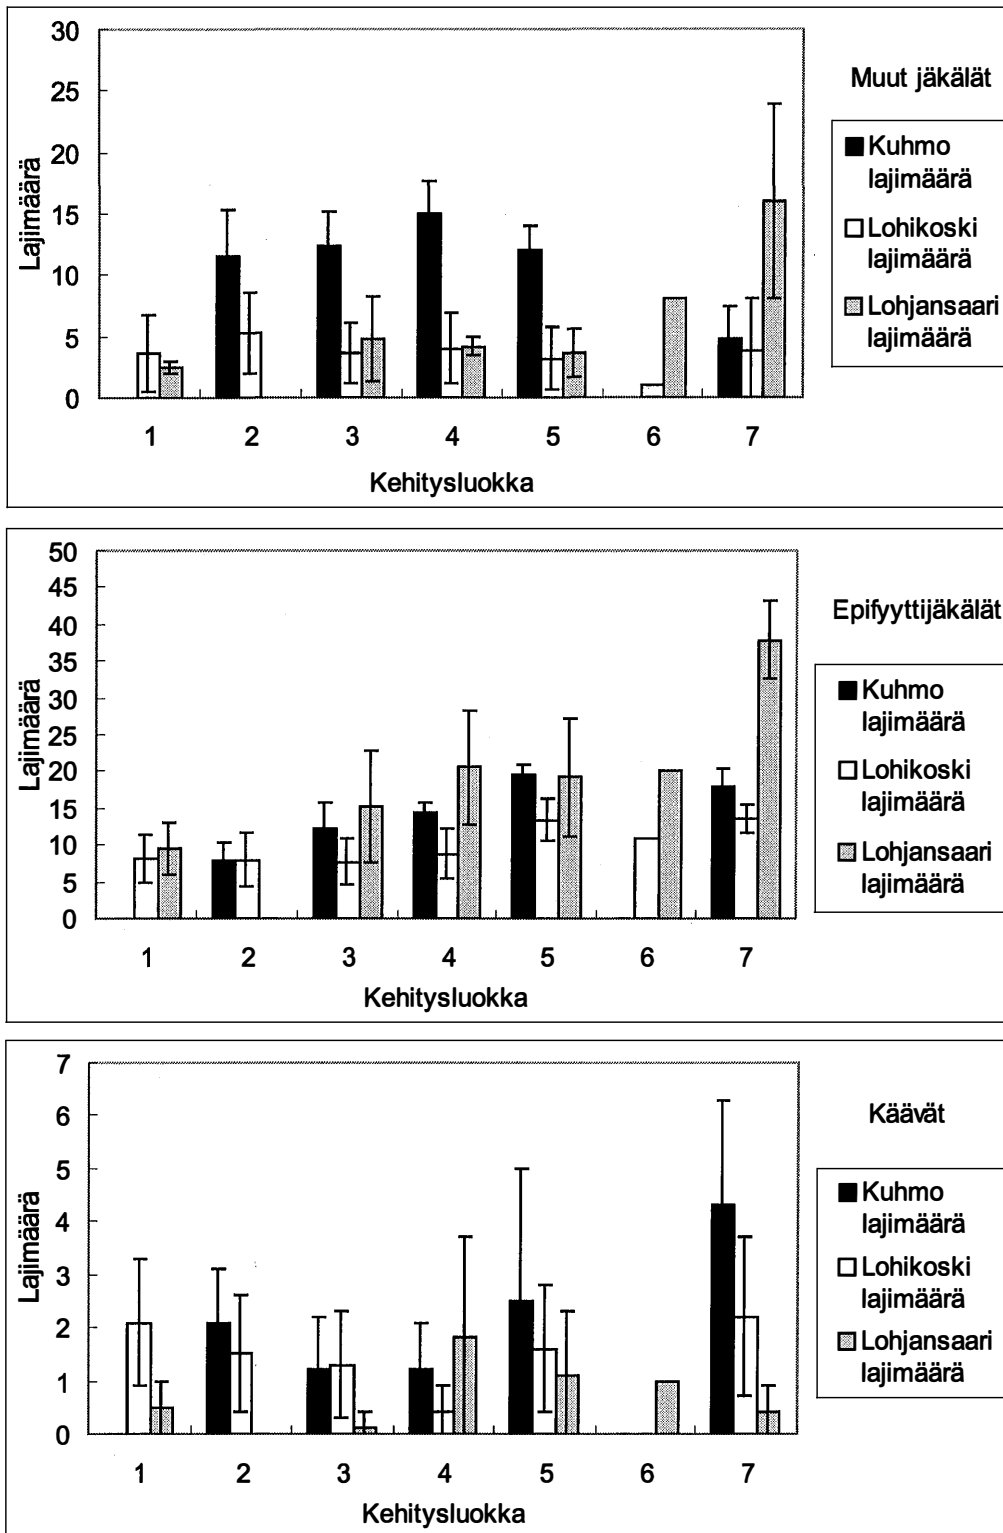 30
25
20
15
10
5
0
Lajimäärä
1 2 3 4 5 6 7
Kehitysluokka
Muut jäkälät
Kuhmo
lajimäärä
Lohikoski
lajimäärä
Lohjansaari
lajimäärä
50
45
40
35
30
25
20
15
10
5
0
Lajimäärä
1 2 3 4 5 6 7
Kehitysluokka
Epifyyttijäkälät
Kuhmo
lajimäärä
Lohikoski
lajimäärä
Lohjansaari
lajimäärä
7
6
5
4
3
2
1
0
Lajimäärä
1 2 3 4 5 6 7
Kehitysluokka
Käävät
Kuhmo
lajimäärä
Lohikoski
lajimäärä
Lohjansaari
lajimäärä